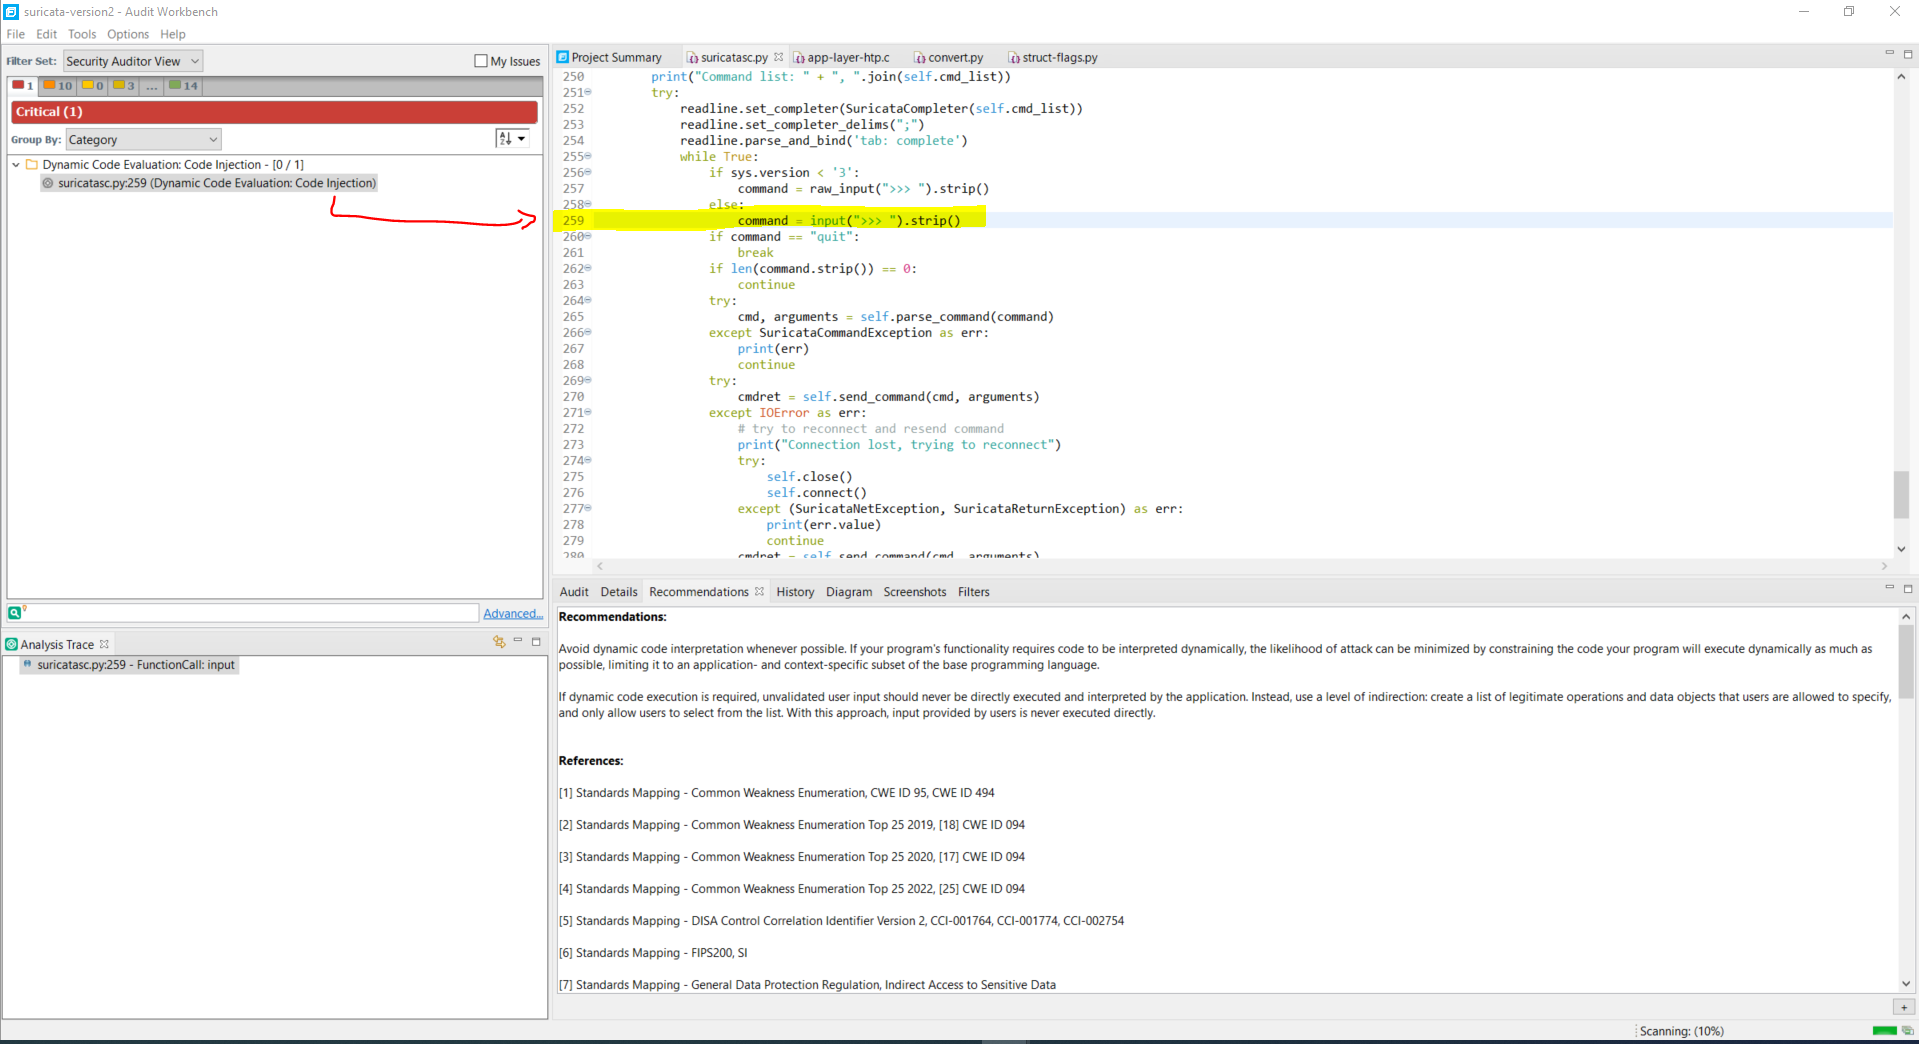 suricata-version2 - Audit Workbench
File Edit Tools Options Help
Filter Set: Security Auditor View My Issues
1 10 0 3 ... 14
Critical (1)
Group By: Category
Dynamic Code Evaluation: Code Injection - [0 / 1]
suricatasc.py:259 (Dynamic Code Evaluation: Code Injection)
Advanced...
Analysis Trace
suricatasc.py:259 - FunctionCall: input
Project Summary suricatasc.py app-layer-htp.c convert.py struct-flags.py
250 print("Command list: " + ", ".join(self.cmd_list))
251 try:
252 readline.set_completer(SuricataCompleter(self.cmd_list))
253 readline.set_completer_delims(";")
254 readline.parse_and_bind('tab: complete')
255 while True:
256 if sys.version < '3':
257 command = raw_input(">>> ").strip()
258 else:
259 command = input(">>> ").strip()
260 if command == "quit":
261 break
262 if len(command.strip()) == 0:
263 continue
264 try:
265 cmd, arguments = self.parse_command(command)
266 except SuricataCommandException as err:
267 print(err)
268 continue
269 try:
270 cmdret = self.send_command(cmd, arguments)
271 except IOError as err:
272 # try to reconnect and resend command
273 print("Connection lost, trying to reconnect")
274 try:
275 self.close()
276 self.connect()
277 except (SuricataNetException, SuricataReturnException) as err:
278 print(err.value)
279 continue
280 cmdret = self.send_command(cmd, arguments)
Audit Details Recommendations History Diagram Screenshots Filters
Recommendations:
Avoid dynamic code interpretation whenever possible. If your program's functionality requires code to be interpreted dynamically, the likelihood of attack can be minimized by constraining the code your program will execute dynamically as much as
possible, limiting it to an application- and context-specific subset of the base programming language.
If dynamic code execution is required, unvalidated user input should never be directly executed and interpreted by the application. Instead, use a level of indirection: create a list of legitimate operations and data objects that users are allowed to specify,
and only allow users to select from the list. With this approach, input provided by users is never executed directly.
References:
[1] Standards Mapping - Common Weakness Enumeration, CWE ID 95, CWE ID 494
[2] Standards Mapping - Common Weakness Enumeration Top 25 2019, [18] CWE ID 094
[3] Standards Mapping - Common Weakness Enumeration Top 25 2020, [17] CWE ID 094
[4] Standards Mapping - Common Weakness Enumeration Top 25 2022, [25] CWE ID 094
[5] Standards Mapping - DISA Control Correlation Identifier Version 2, CCI-001764, CCI-001774, CCI-002754
[6] Standards Mapping - FIPS200, SI
[7] Standards Mapping - General Data Protection Regulation, Indirect Access to Sensitive Data
Scanning: (10%)